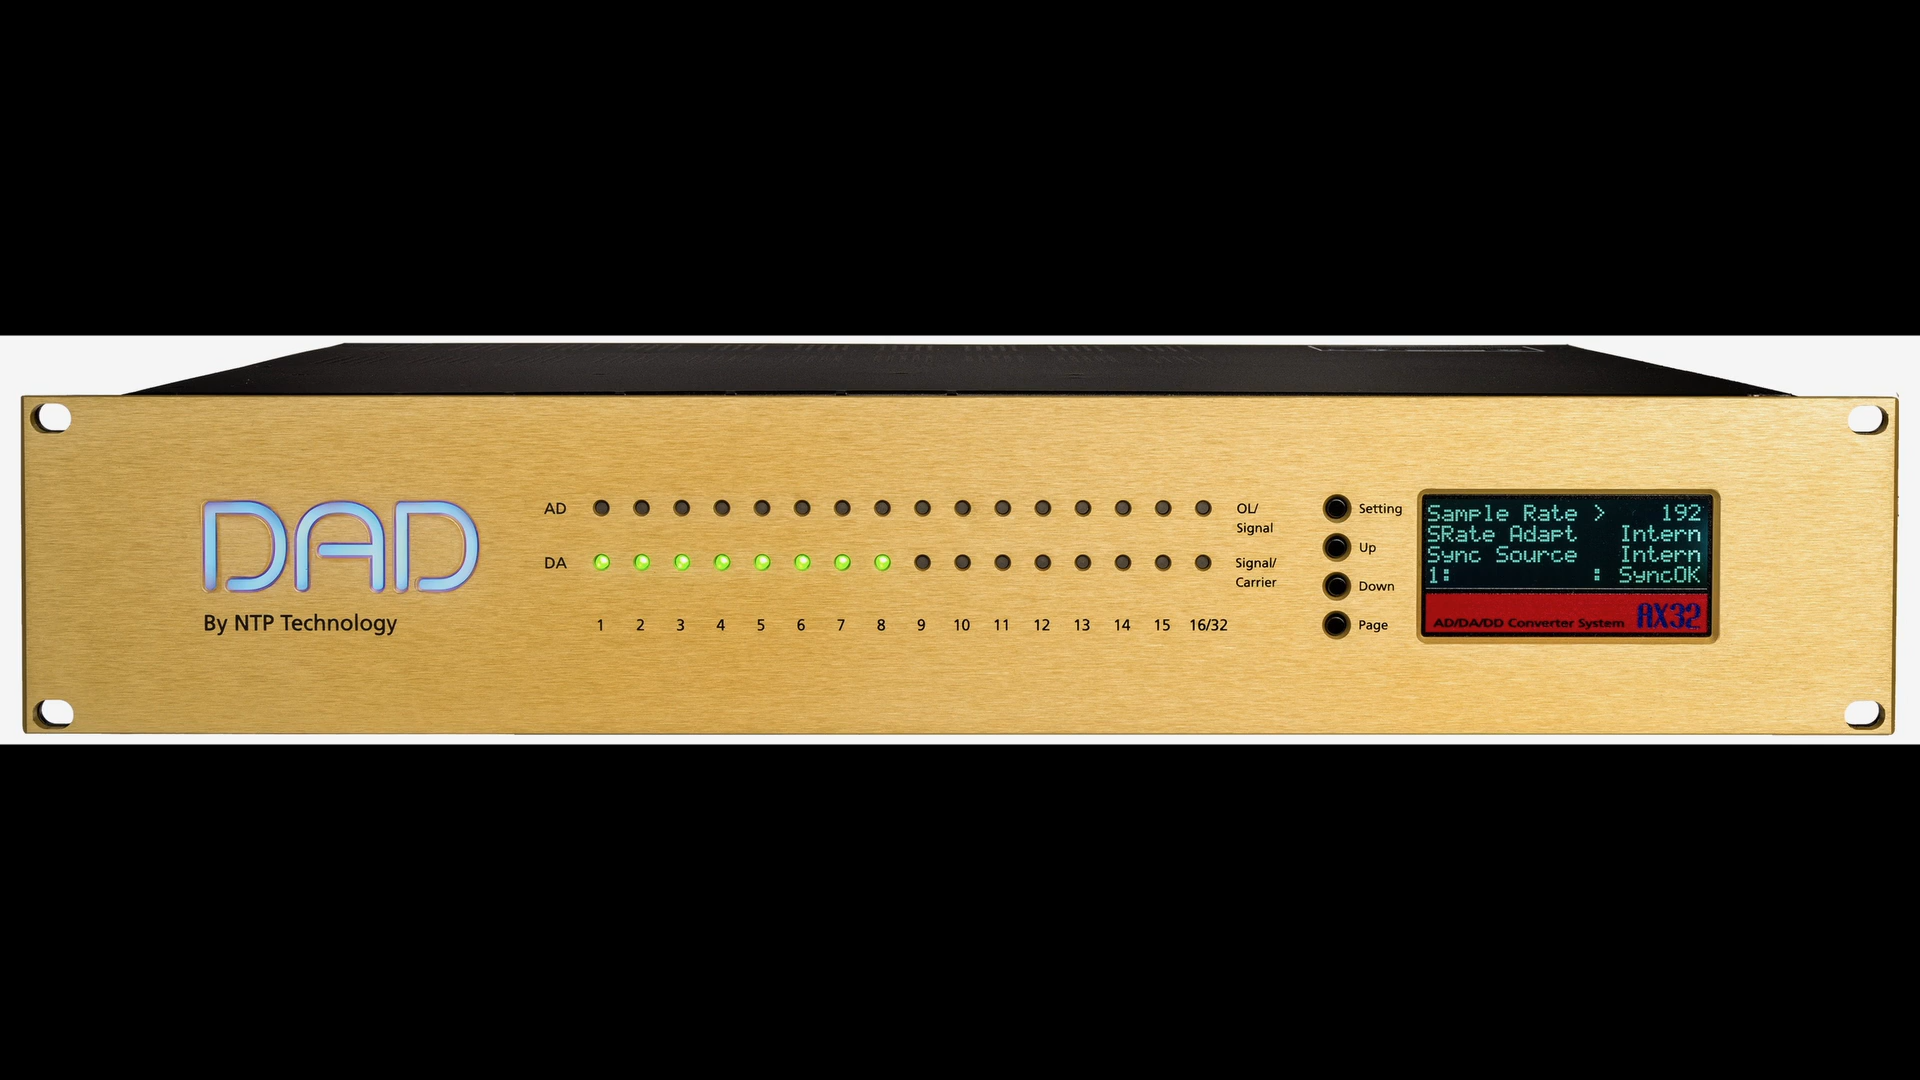 DAD
By NTP Technology
AD
OL/
Signal
DA
Signal/
Carrier
1 2 3 4 5 6 7 8 9 10 11 12 13 14 15 16/32
Setting
Up
Down
Page
Sample Rate > 192
SRate Adapt Intern
Sync Source Intern
1: : SyncOK
AD/DA/DD Converter System AX32